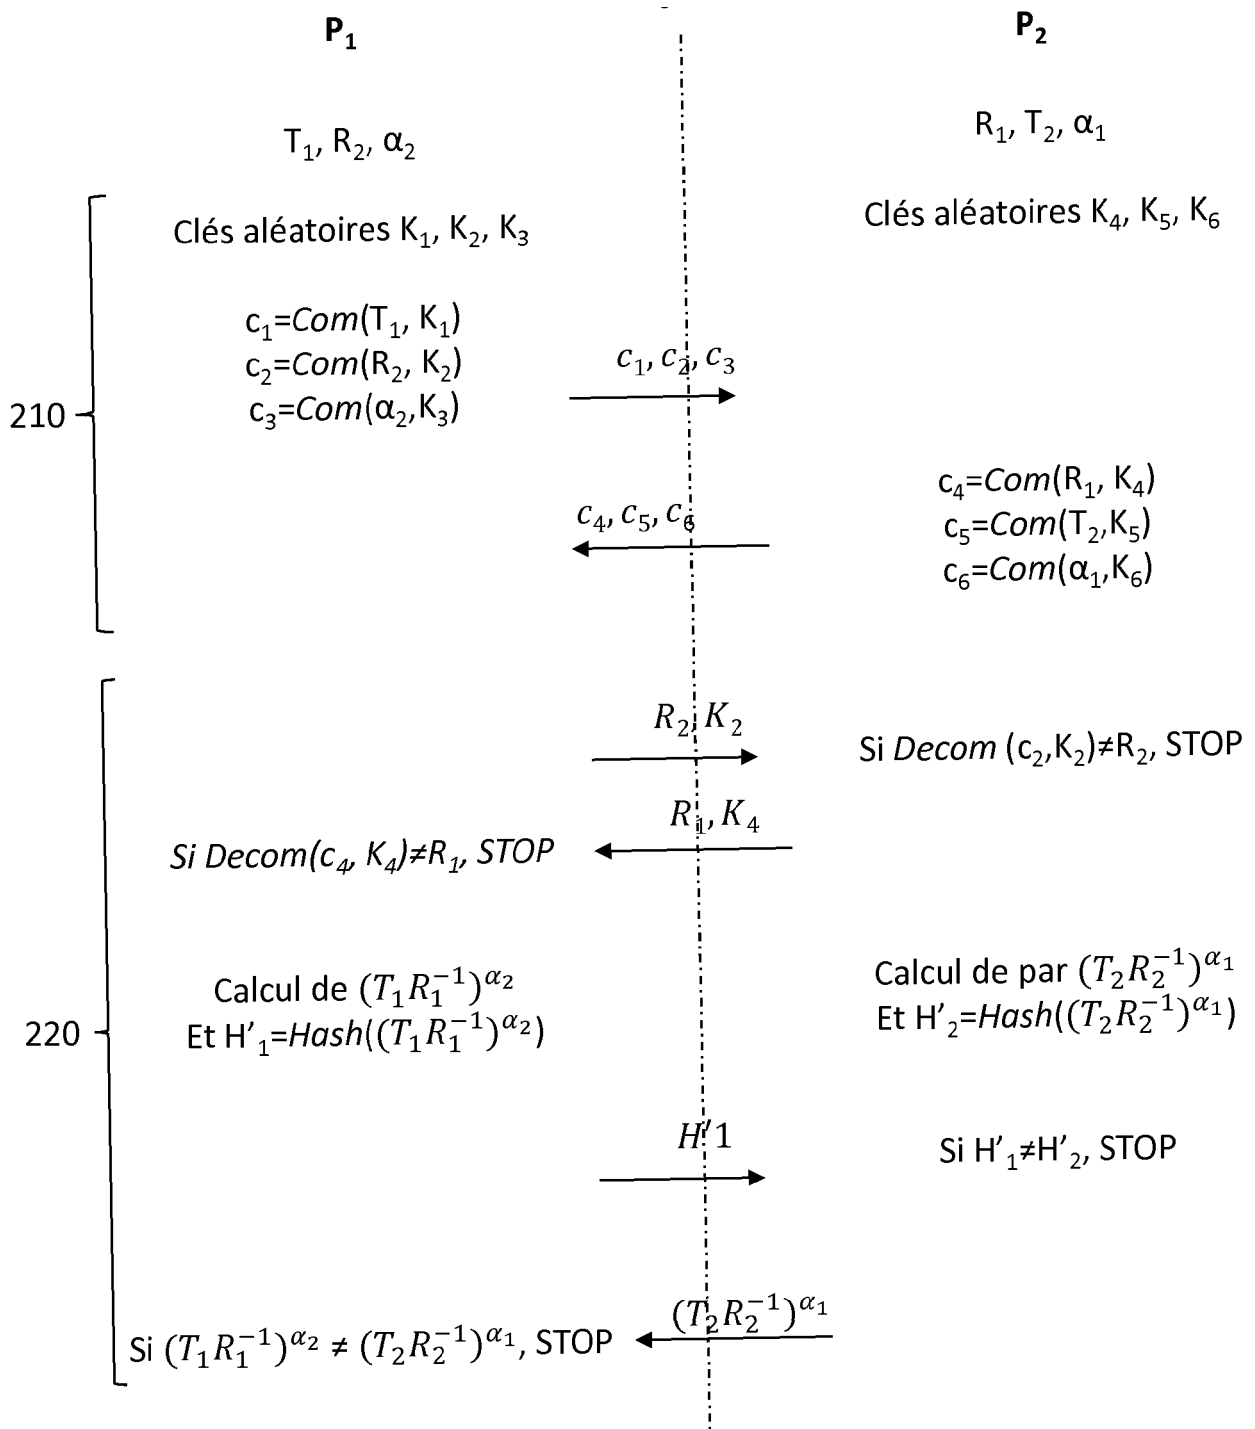 P₁
P₂
T₁, R₂, α₂
R₁, T₂, α₁
Clés aléatoires K₁, K₂, K₃
Clés aléatoires K₄, K₅, K₆
c₁=Com(T₁, K₁)
c₂=Com(R₂, K₂)
c₃=Com(α₂,K₃)
c₁, c₂, c₃
210
c₄=Com(R₁, K₄)
c₅=Com(T₂,K₅)
c₆=Com(α₁,K₆)
c₄, c₅, c₆
R₂, K₂
Si Decom (c₂,K₂)≠R₂, STOP
R₁, K₄
Si Decom(c₄, K₄)≠R₁, STOP
Calcul de (T₁R₁⁻¹)^α₂
Et H'₁=Hash((T₁R₁⁻¹)^α₂)
Calcul de par (T₂R₂⁻¹)^α₁
Et H'₂=Hash((T₂R₂⁻¹)^α₁)
220
H'1
Si H'₁≠H'₂, STOP
(T₂R₂⁻¹)^α₁
Si (T₁R₁⁻¹)^α₂ ≠ (T₂R₂⁻¹)^α₁, STOP